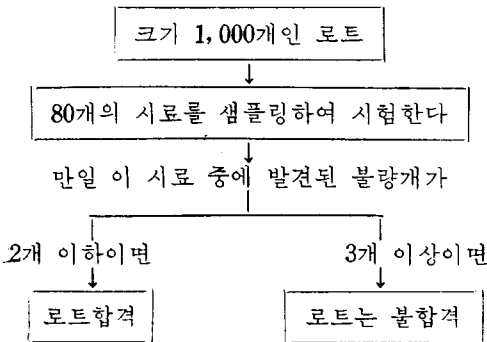 크기 1,000개인 로트
80개의 시료를 샘플링하여 시험한다
만일 이 시료 중에 발견된 불량개가
2개 이하이면 3개 이상이면
로트합격 로트는 불합격